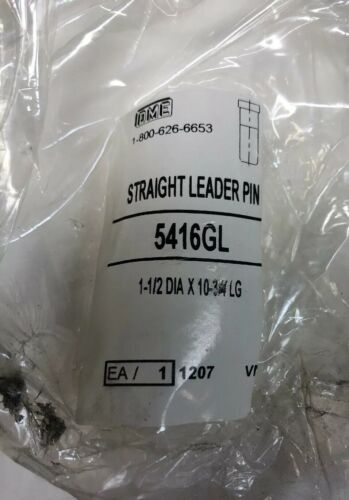 DME
1-800-626-6653
STRAIGHT LEADER PIN
5416GL
1-1/2 DIA X 10-3/4 LG
EA / 1 1207